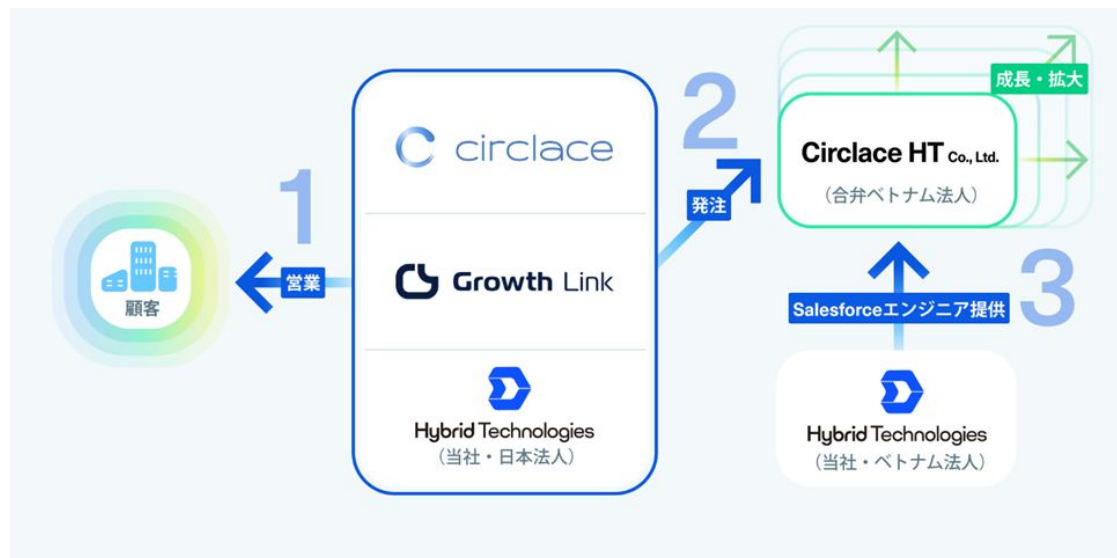 1
営業
顧客
circlace
Growth Link
Hybrid Technologies
（当社・日本法人）
2
発注
成長・拡大
Circlace HT Co., Ltd.
（合弁ベトナム法人）
3
Salesforceエンジニア提供
Hybrid Technologies
（当社・ベトナム法人）